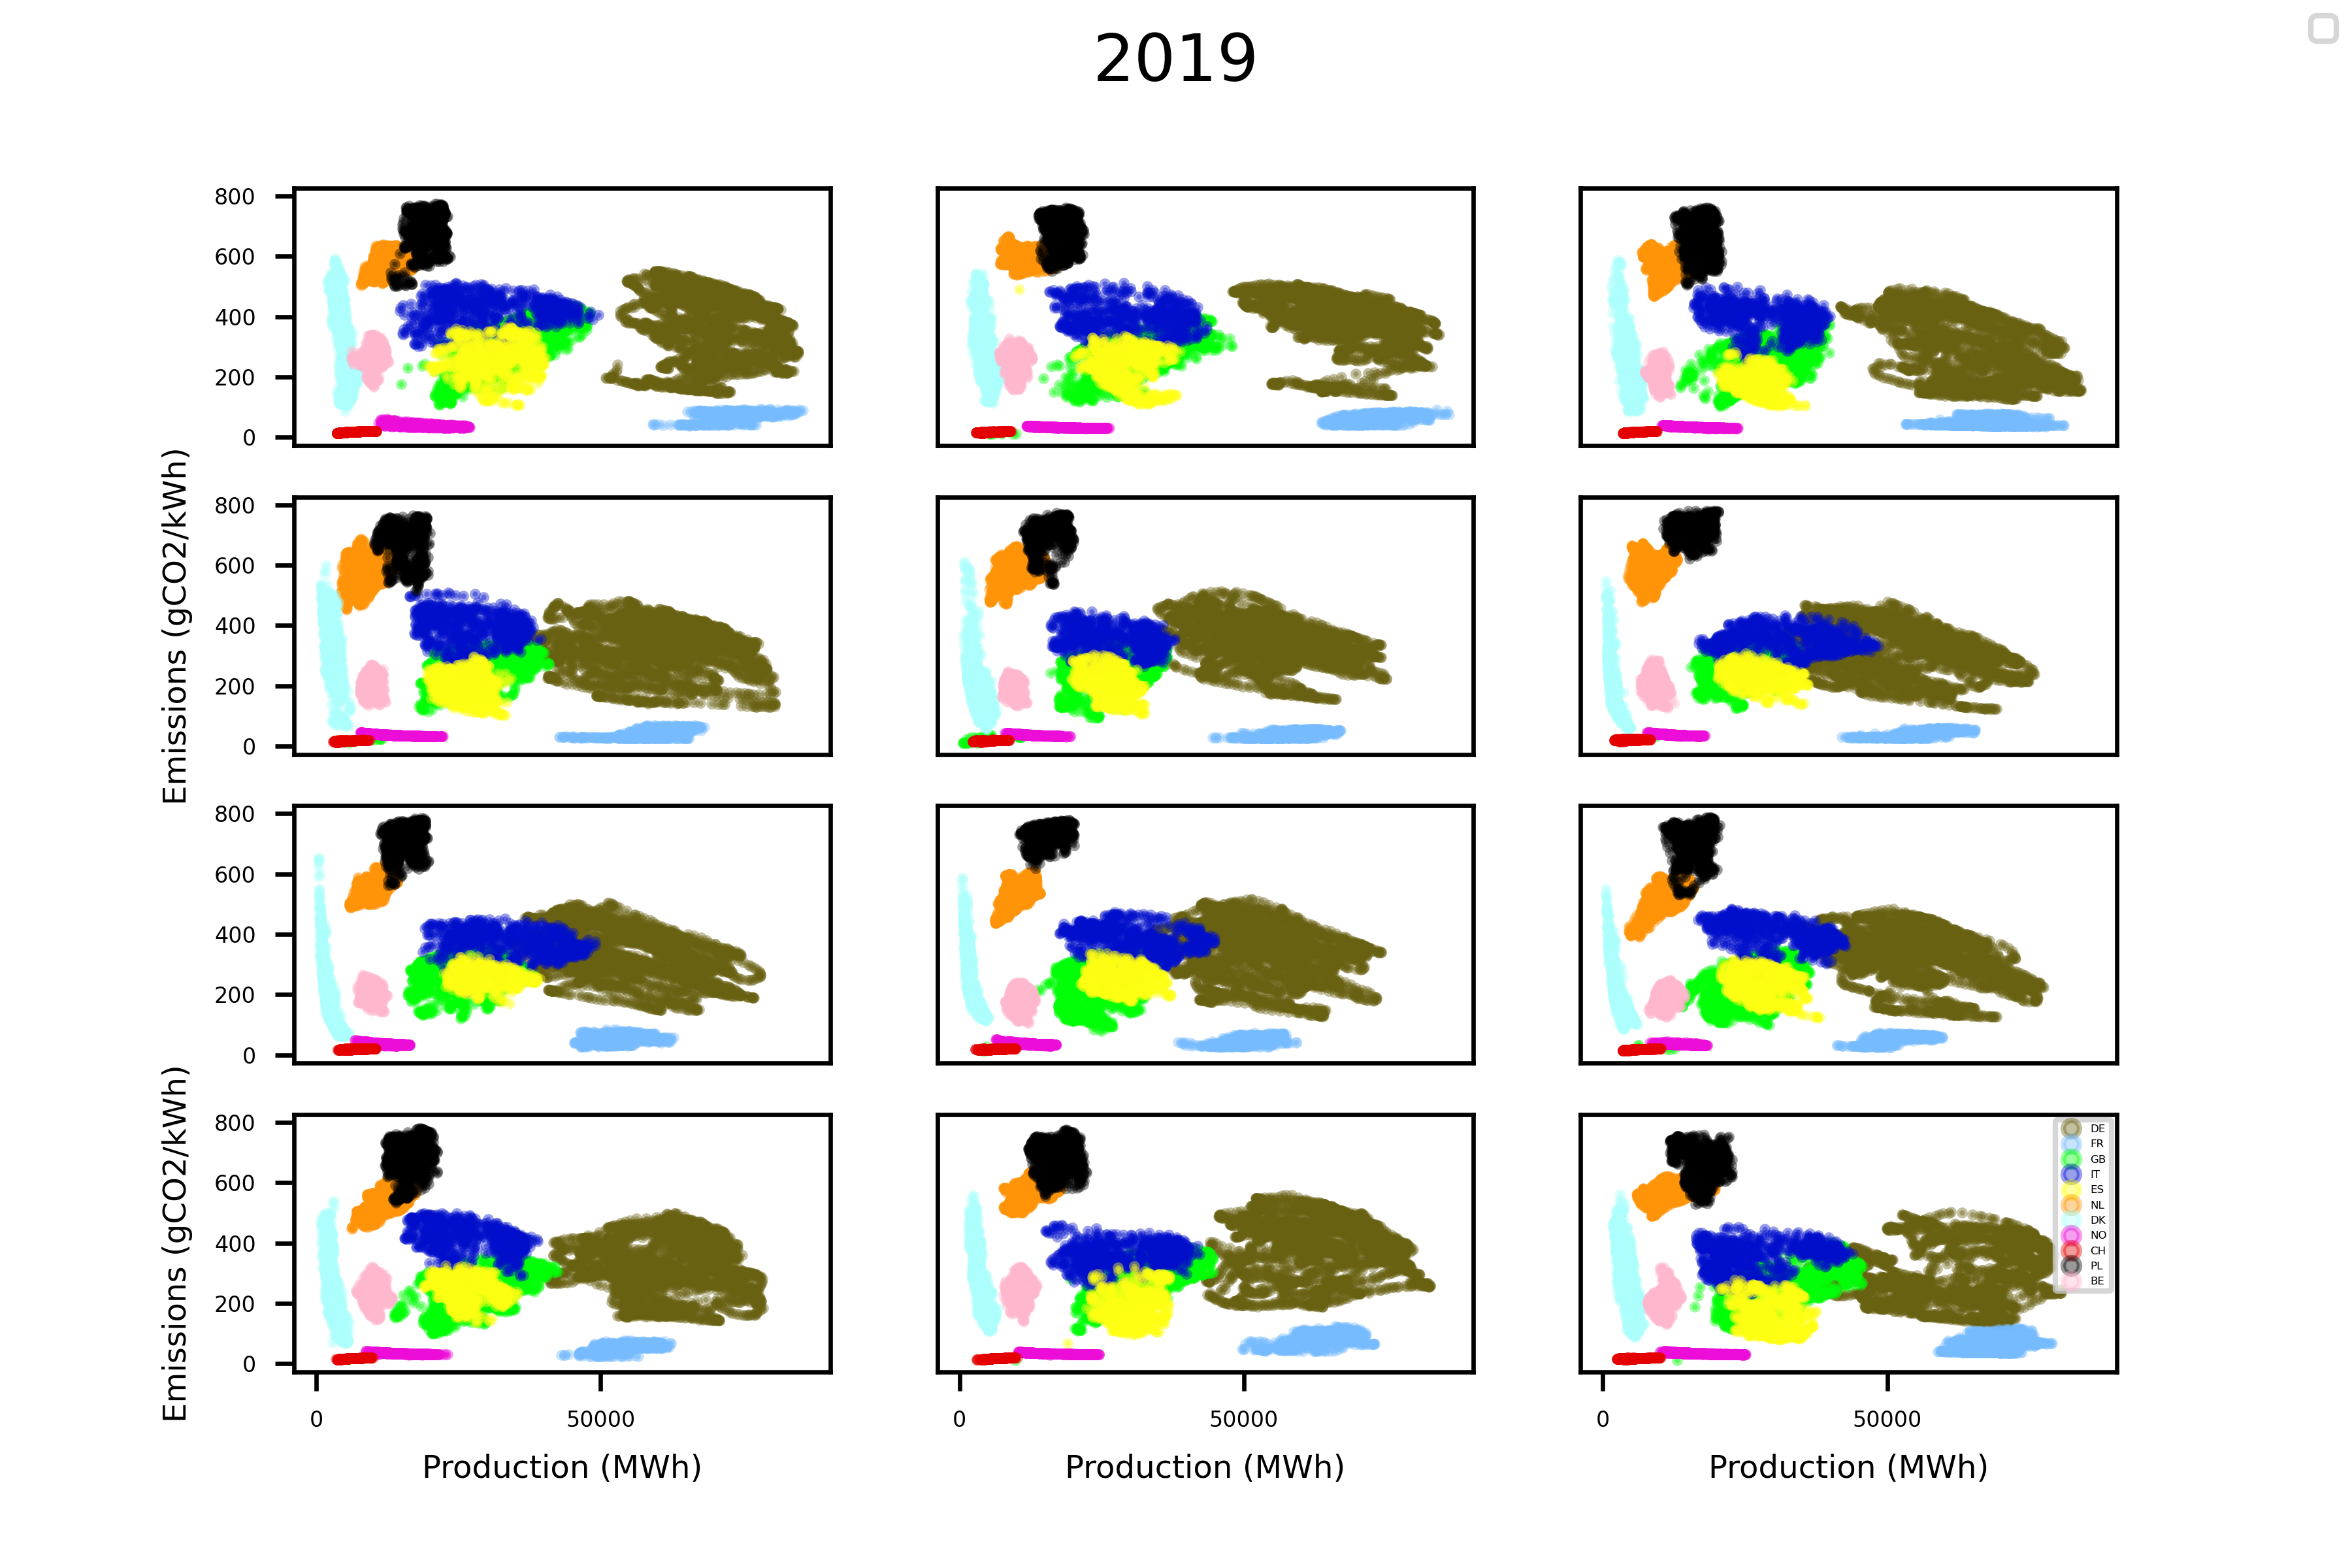 2019
800
600
400
200
0
Emissions (gCO2/kWh)
800
600
400
200
0
800
600
400
200
0
Emissions (gCO2/kWh)
800
600
400
200
0
DE
FR
GB
IT
ES
NL
DK
NO
CH
PL
BE
0 50000 0 50000 0 50000
Production (MWh) Production (MWh) Production (MWh)